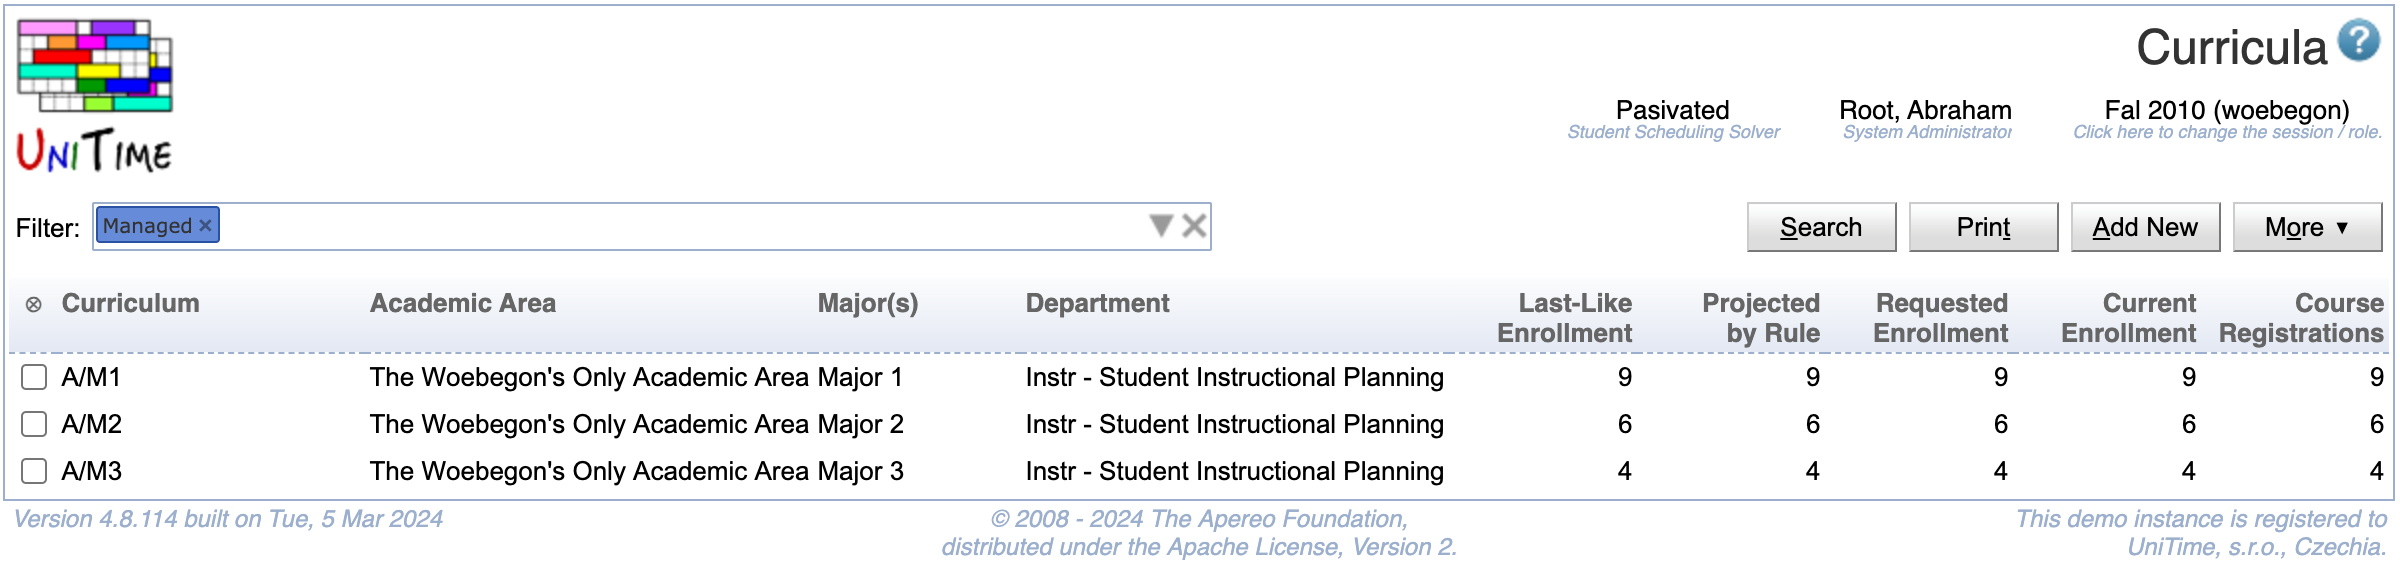 UNITIME
Curricula ?
Pasivated
Student Scheduling Solver
Root, Abraham
System Administrator
Fal 2010 (woebegon)
Click here to change the session / role.
Filter: Managed × ▼ ✕ Search Print Add New More ▼
⊗ Curriculum Academic Area Major(s) Department Last-Like Enrollment Projected by Rule Requested Enrollment Current Enrollment Course Registrations
A/M1 The Woebegon's Only Academic Area Major 1 Instr - Student Instructional Planning 9 9 9 9 9
A/M2 The Woebegon's Only Academic Area Major 2 Instr - Student Instructional Planning 6 6 6 6 6
A/M3 The Woebegon's Only Academic Area Major 3 Instr - Student Instructional Planning 4 4 4 4 4
Version 4.8.114 built on Tue, 5 Mar 2024
© 2008 - 2024 The Apereo Foundation,
distributed under the Apache License, Version 2.
This demo instance is registered to
UniTime, s.r.o., Czechia.